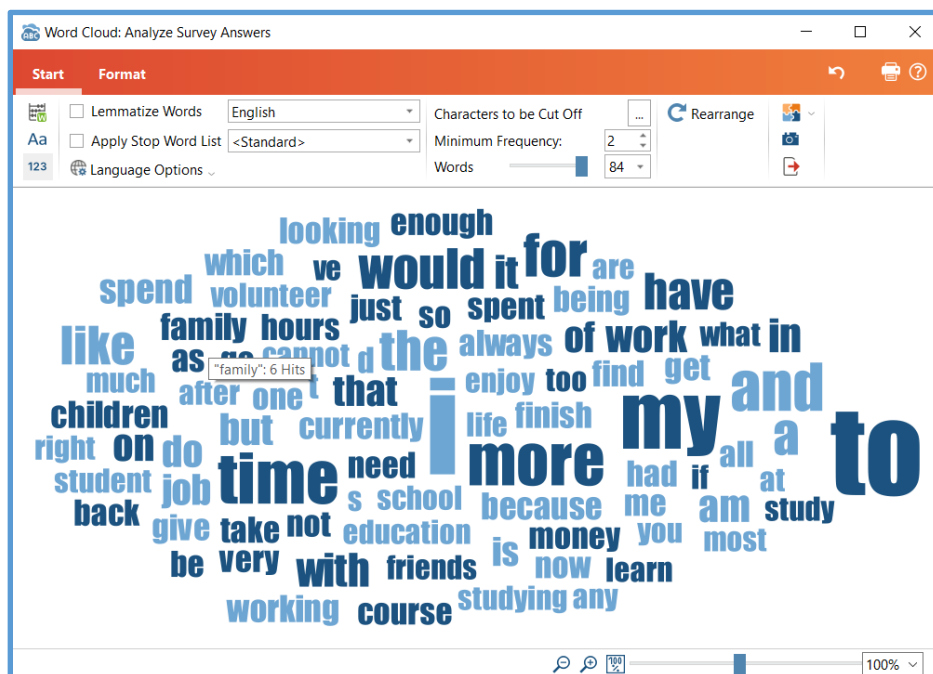 Word Cloud: Analyze Survey Answers
Start Format
Lemmatize Words English Characters to be Cut Off ... Rearrange
Aa Apply Stop Word List <Standard> Minimum Frequency: 2
123 Language Options Words 84
looking enough
which ve would it for are
spend volunteer just so spent being have
family hours
like as go cannot d the always of work what in
"family": 6 Hits
much after one t that i enjoy too find get and
children but currently life finish my a to
right on do time need more had if all at
student job s school because me am study
back give take not education is money you most
be very with friends now learn
working course studying any
100% 100%